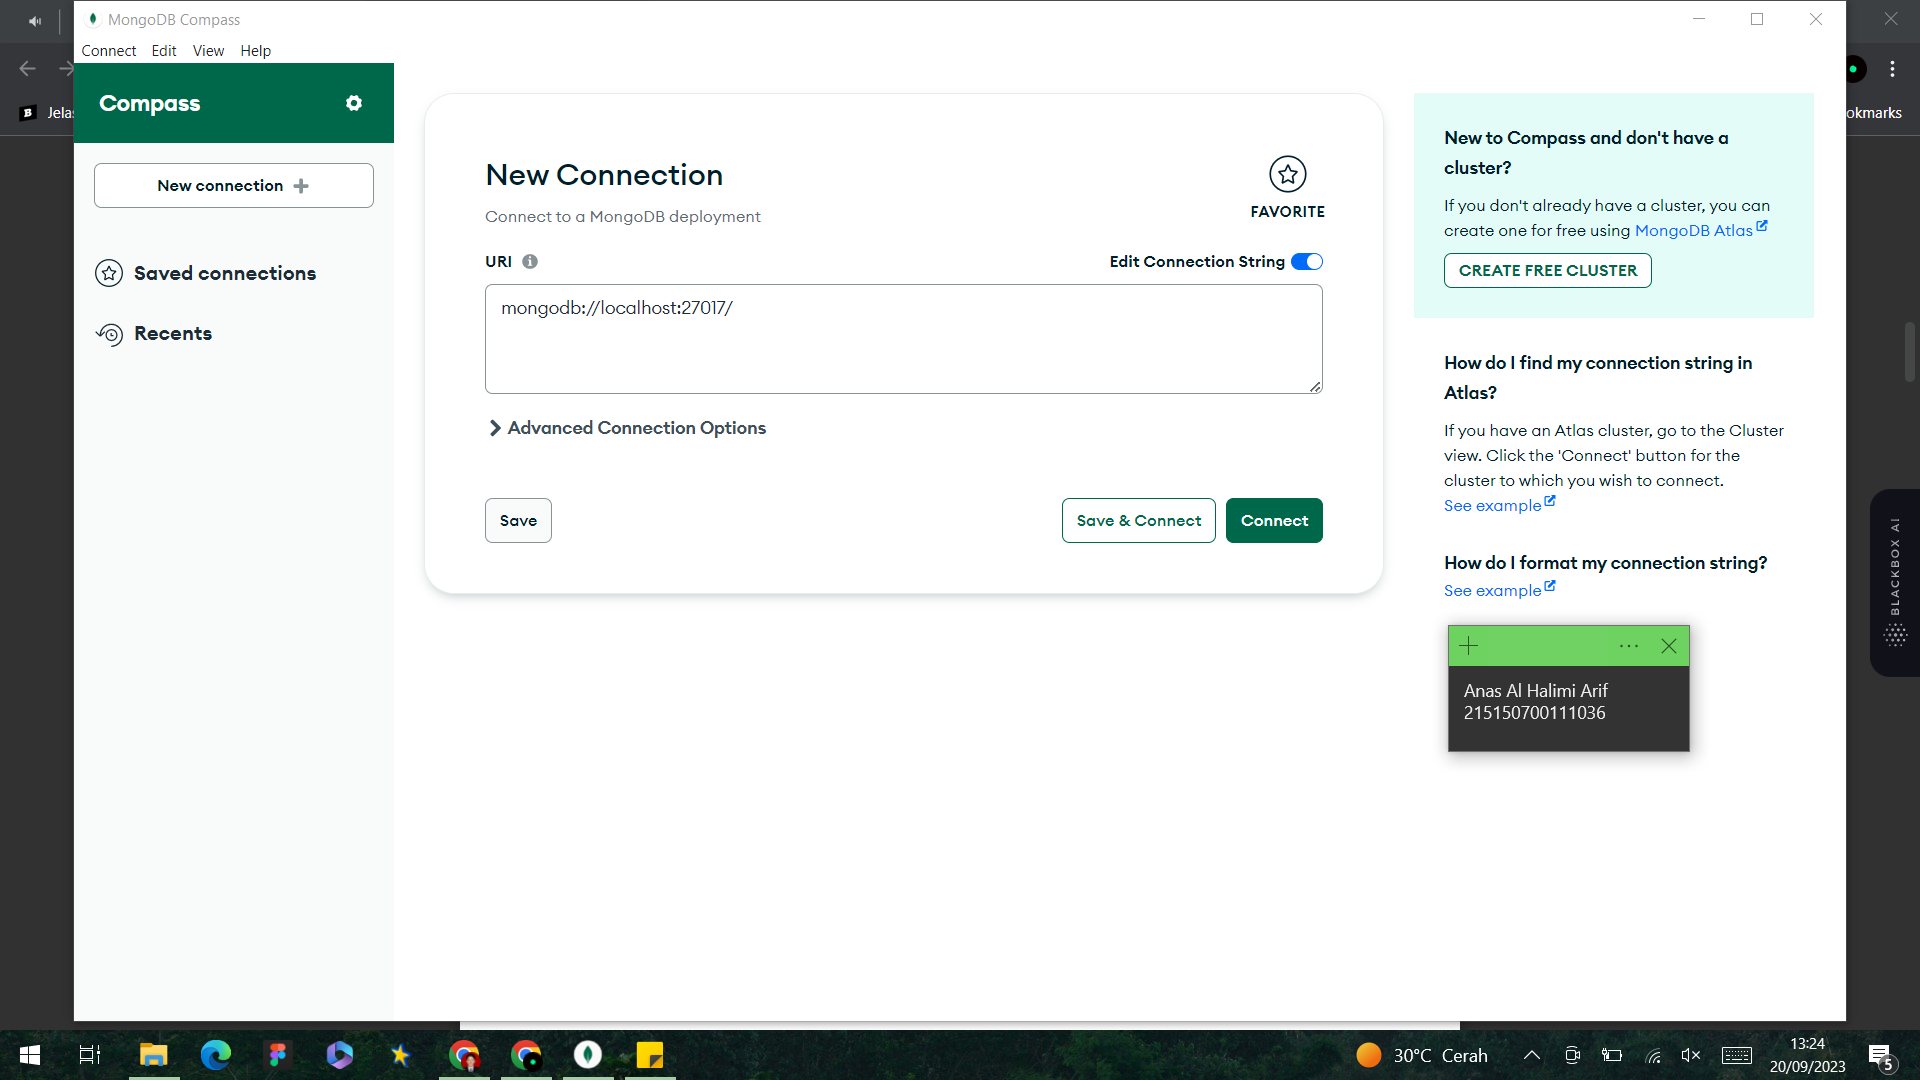 MongoDB Compass
Connect Edit View Help
Jelas
okmarks
Compass
New connection
Saved connections
Recents
New Connection
Connect to a MongoDB deployment
FAVORITE
URI
Edit Connection String
mongodb://localhost:27017/
Advanced Connection Options
Save
Save & Connect
Connect
New to Compass and don't have a
cluster?
If you don't already have a cluster, you can
create one for free using MongoDB Atlas
CREATE FREE CLUSTER
How do I find my connection string in
Atlas?
If you have an Atlas cluster, go to the Cluster
view. Click the 'Connect' button for the
cluster to which you wish to connect.
See example
How do I format my connection string?
See example
Anas Al Halimi Arif
215150700111036
BLACKBOX AI
30°C Cerah
13:24
20/09/2023
5